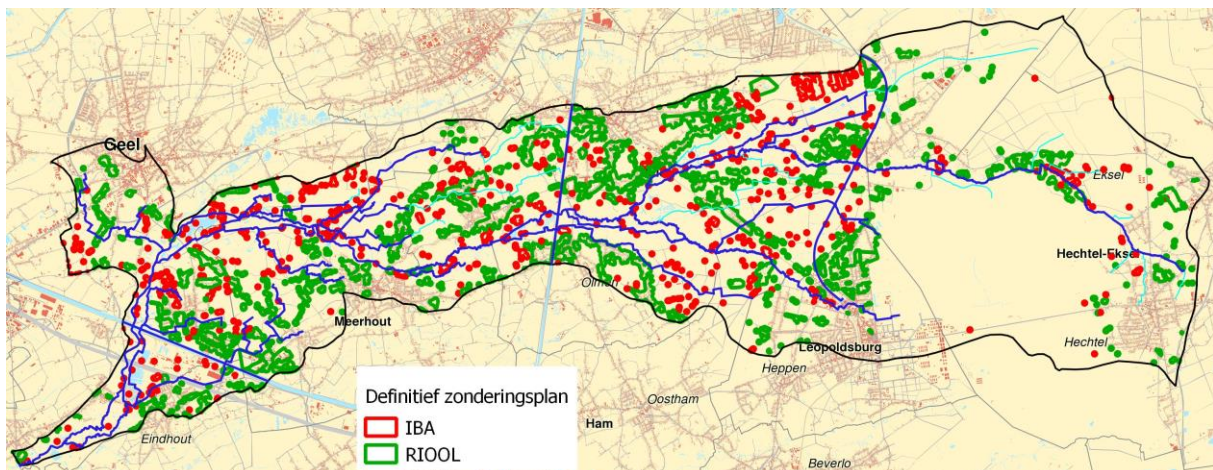 Geel
Eksel
Hechtel-Eksel
Olmen
Meerhout
Leopoldsburg
Hechtel
Heppen
Definitief zonderingsplan
IBA
RIOOL
Oostham
Ham
Eindhout
Beverlo